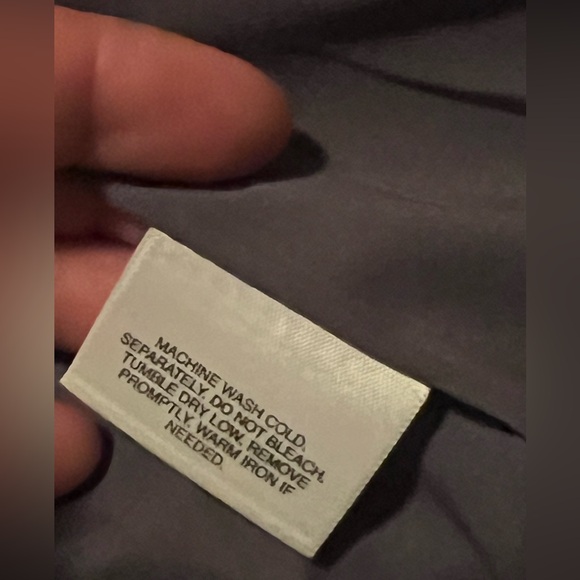 MACHINE WASH COLD,
SEPARATELY. DO NOT BLEACH.
TUMBLE DRY LOW. REMOVE
PROMPTLY. WARM IRON IF
NEEDED.